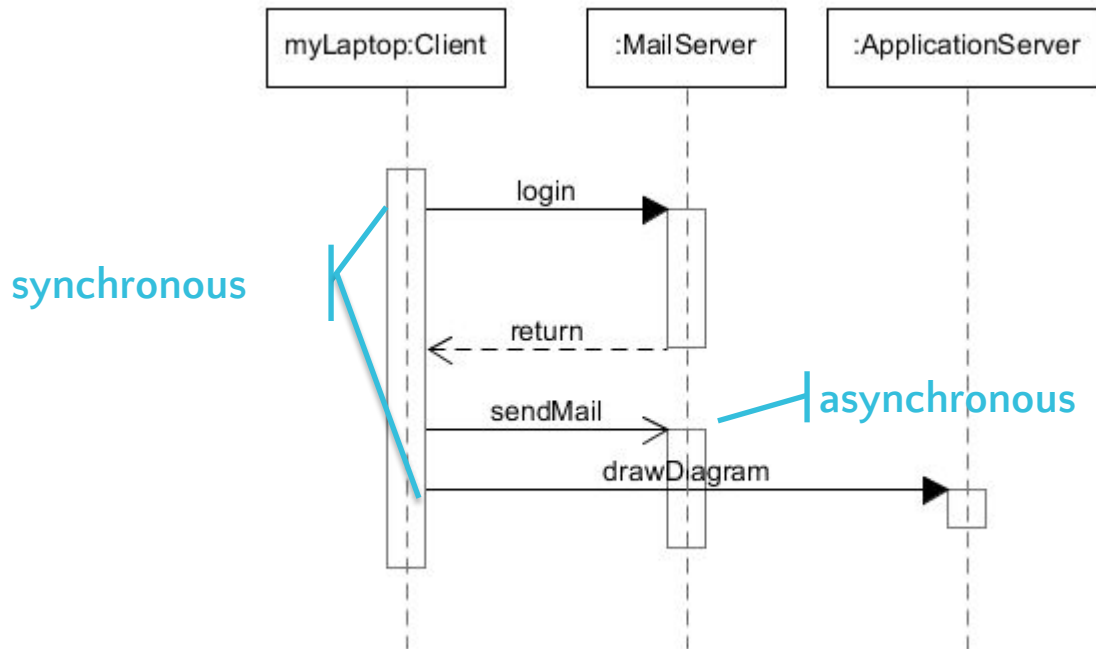 myLaptop:Client
:MailServer
:ApplicationServer
login
synchronous
return
sendMail
asynchronous
drawDiagram